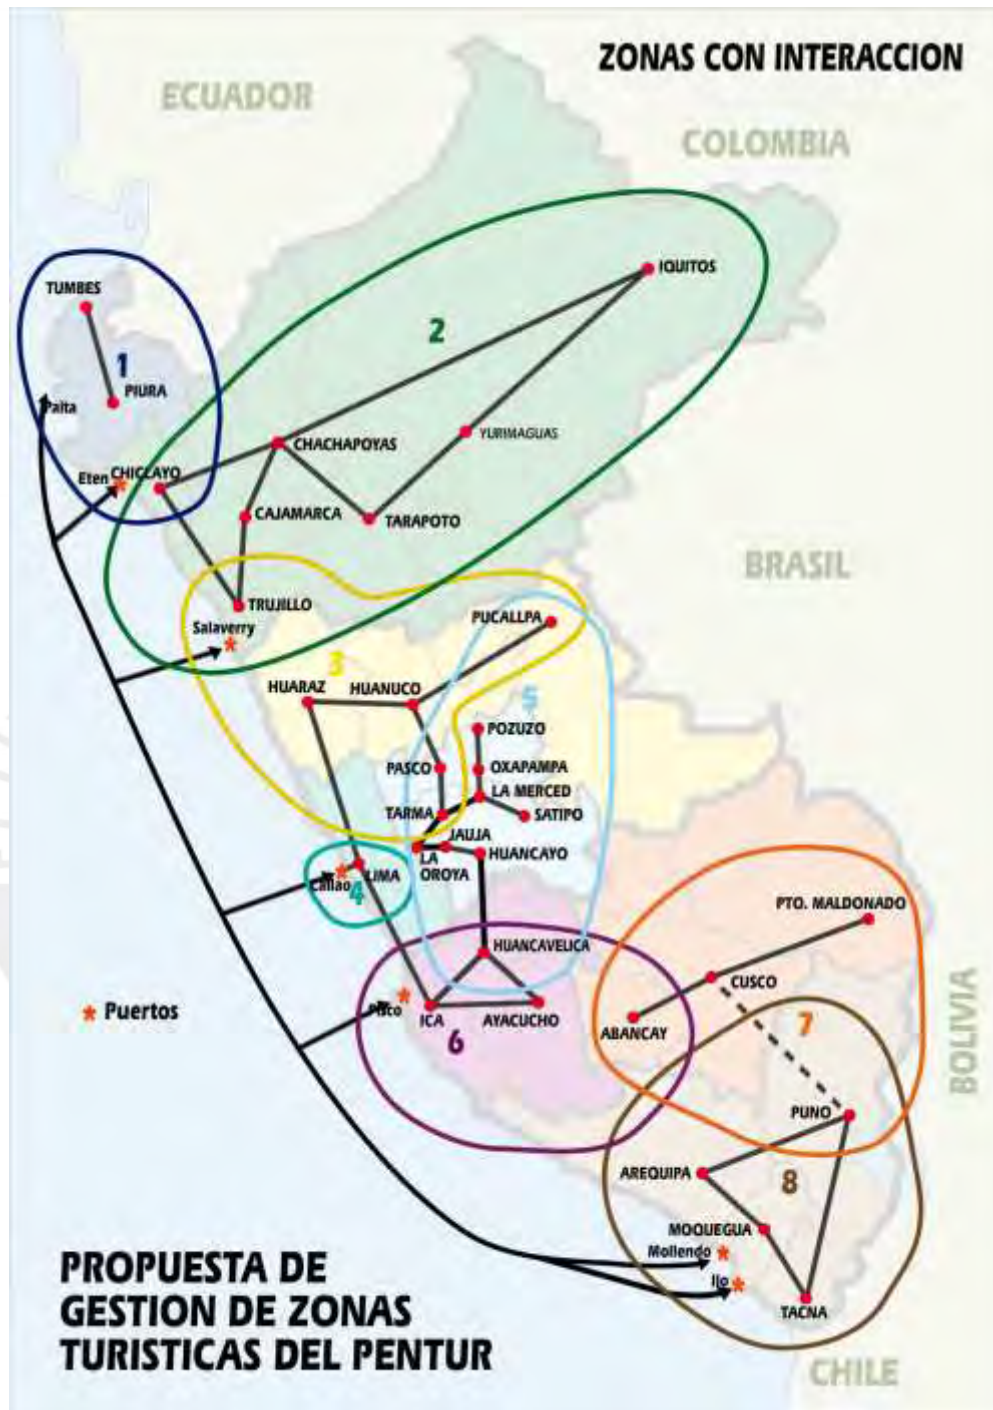 ZONAS CON INTERACCION
ECUADOR
COLOMBIA
IQUITOS
TUMBES
2
1
PIURA
Paita
YURIMAGUAS
CHACHAPOYAS
Eten
CHICLAYO
CAJAMARCA
TARAPOTO
BRASIL
TRUJILLO
Salaverry
PUCALLPA
3
HUARAZ
HUANUCO
5
POZUZO
PASCO
OXAPAMPA
LA MERCED
TARMA
SATIPO
JAUJA
HUANCAYO
LA
OROYA
LIMA
Callao
4
PTO. MALDONADO
HUANCAVELICA
CUSCO
* Puertos
Pisco
ICA
AYACUCHO
6
ABANCAY
7
BOLIVIA
PUNO
AREQUIPA
8
MOQUEGUA
Mollendo
Ilo
TACNA
PROPUESTA DE
GESTION DE ZONAS
TURISTICAS DEL PENTUR
CHILE